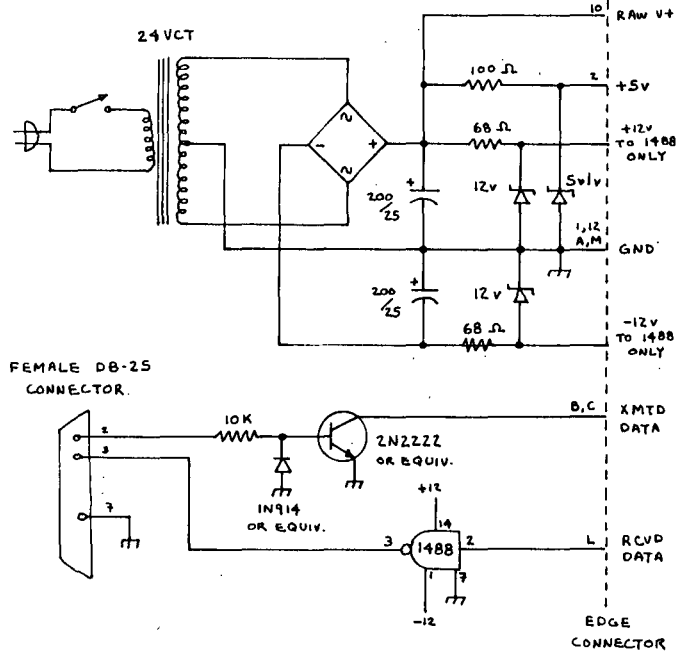 24VCT
10 RAW V+
100 Ω
2 +5V
68 Ω
+12V
TO 1488
ONLY
~
- +
~
+
200
/25
12V
5v1v
1,12
A,M
GND
+
200
/25
12V
68 Ω
-12V
TO 1488
ONLY
FEMALE DB-25
CONNECTOR.
2
3
7
10K
1N914
OR EQUIV.
2N2222
OR EQUIV.
B,C XMTD
DATA
+12
14
3 1488 2
1 7
-12
L RCVD
DATA
EDGE
CONNECTOR